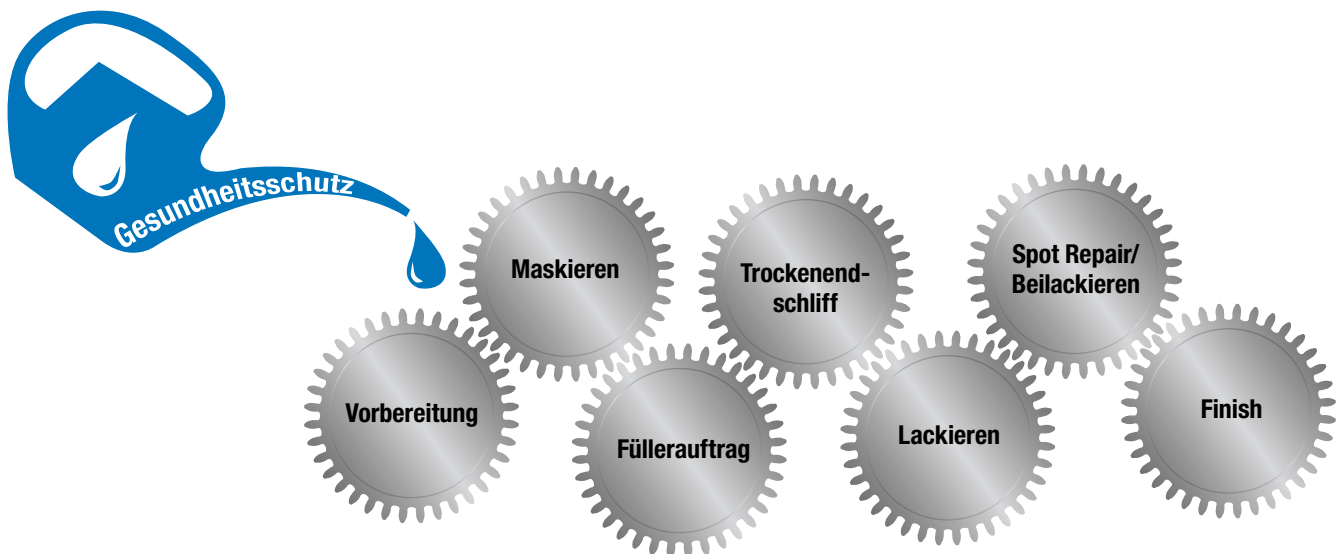 Gesundheitsschutz
Vorbereitung
Maskieren
Füllerauftrag
Trockenend-
schliff
Lackieren
Spot Repair/
Beilackieren
Finish